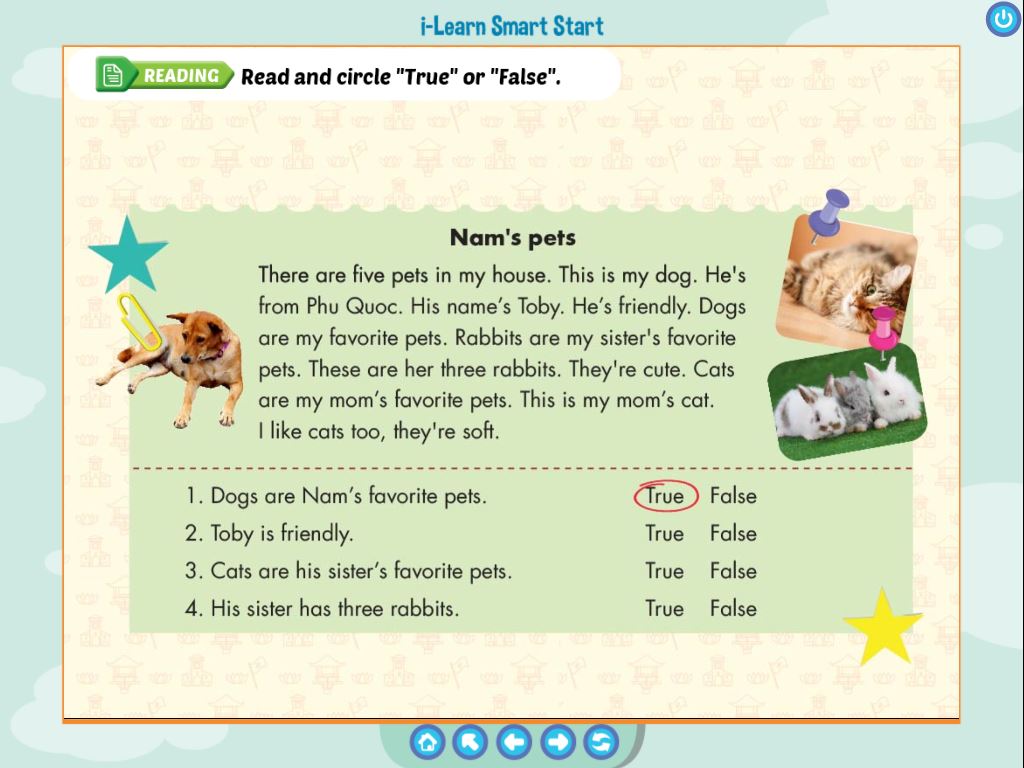 i-Learn Smart Start
READING Read and circle "True" or "False".
Nam's pets
There are five pets in my house. This is my dog. He's
from Phu Quoc. His name’s Toby. He’s friendly. Dogs
are my favorite pets. Rabbits are my sister's favorite
pets. These are her three rabbits. They're cute. Cats
are my mom’s favorite pets. This is my mom’s cat.
I like cats too, they're soft.
1. Dogs are Nam’s favorite pets. True False
2. Toby is friendly. True False
3. Cats are his sister’s favorite pets. True False
4. His sister has three rabbits. True False